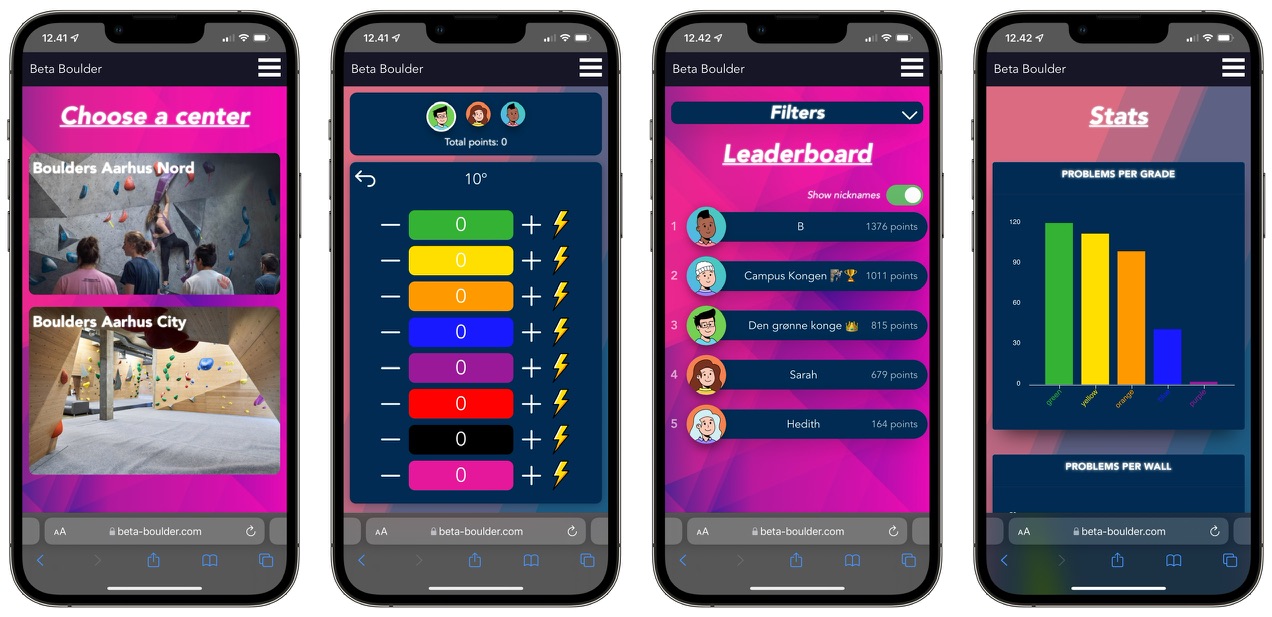 12.41
Beta Boulder
Choose a center
Boulders Aarhus Nord
Boulders Aarhus City
AA
beta-boulder.com
12.41
Beta Boulder
Total points: 0
10°
0
0
0
0
0
0
0
0
AA
beta-boulder.com
12.42
Beta Boulder
Filters
Leaderboard
Show nicknames
1 B 1376 points
2 Campus Kongen 🧗🏆 1011 points
3 Den grønne konge 👑 815 points
4 Sarah 679 points
5 Hedith 164 points
AA
beta-boulder.com
12.42
Beta Boulder
Stats
PROBLEMS PER GRADE
120
90
60
30
0
green yellow orange blue purple
PROBLEMS PER WALL
AA
beta-boulder.com